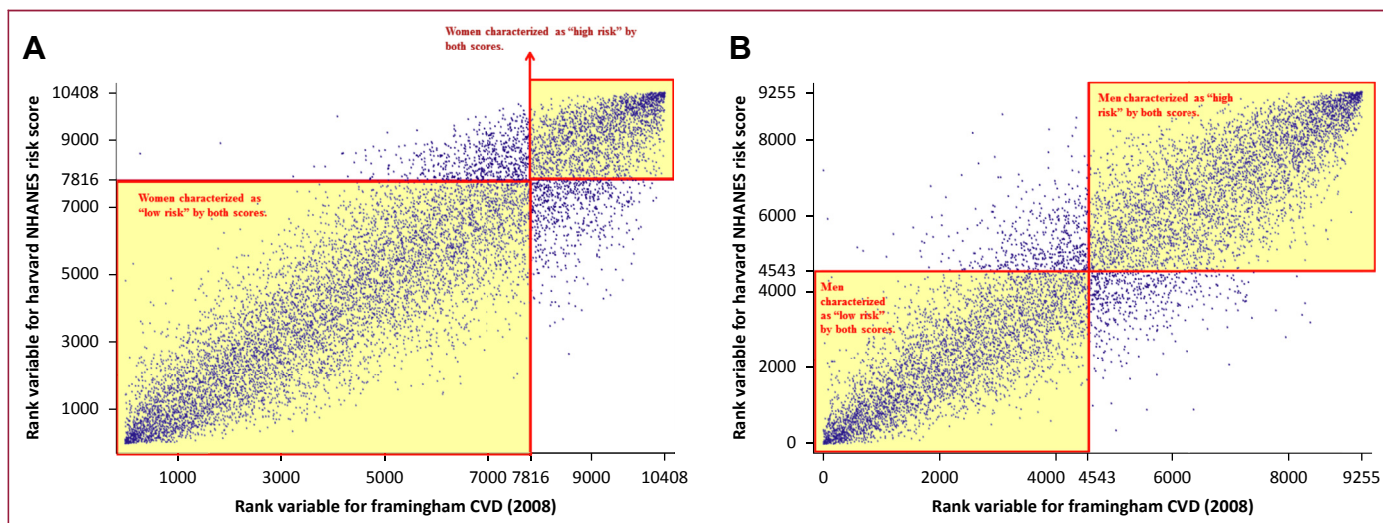 A
Women characterized as “high risk” by
both scores.
Rank variable for harvard NHANES risk score
10408
9000
7816
7000
5000
3000
1000
Women characterized as
“low risk” by both scores.
1000
3000
5000
7000
7816
9000
10408
Rank variable for framingham CVD (2008)
B
Rank variable for harvard NHANES risk score
9255
8000
6000
4543
4000
2000
0
Men characterized as “high
risk” by both scores.
Men
characterized
as “low risk”
by both scores.
0
2000
4000
4543
6000
8000
9255
Rank variable for framingham CVD (2008)